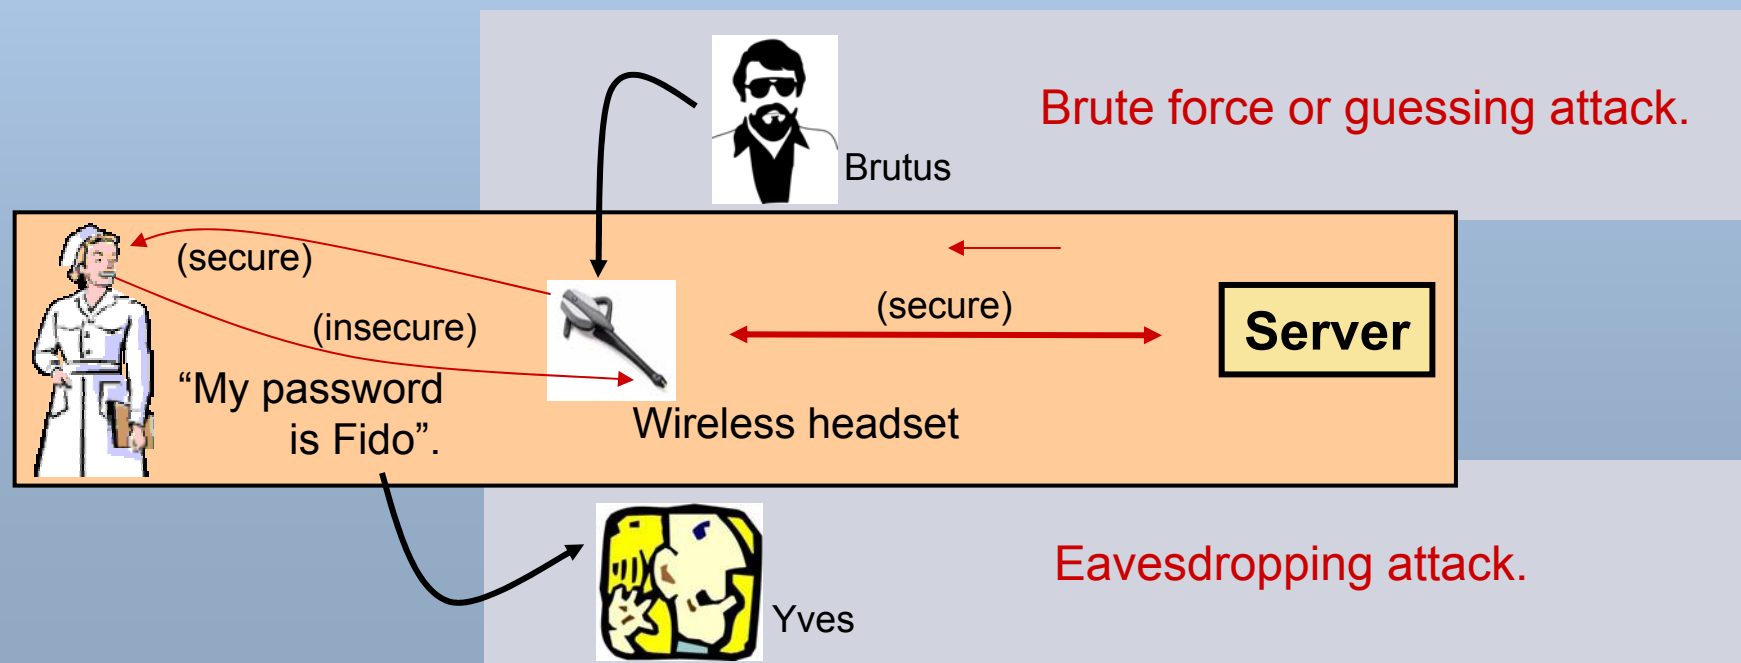 Brute force or guessing attack.
Brutus
(secure)
(secure)
(insecure)
Server
“My password
is Fido”.
Wireless headset
Eavesdropping attack.
Yves